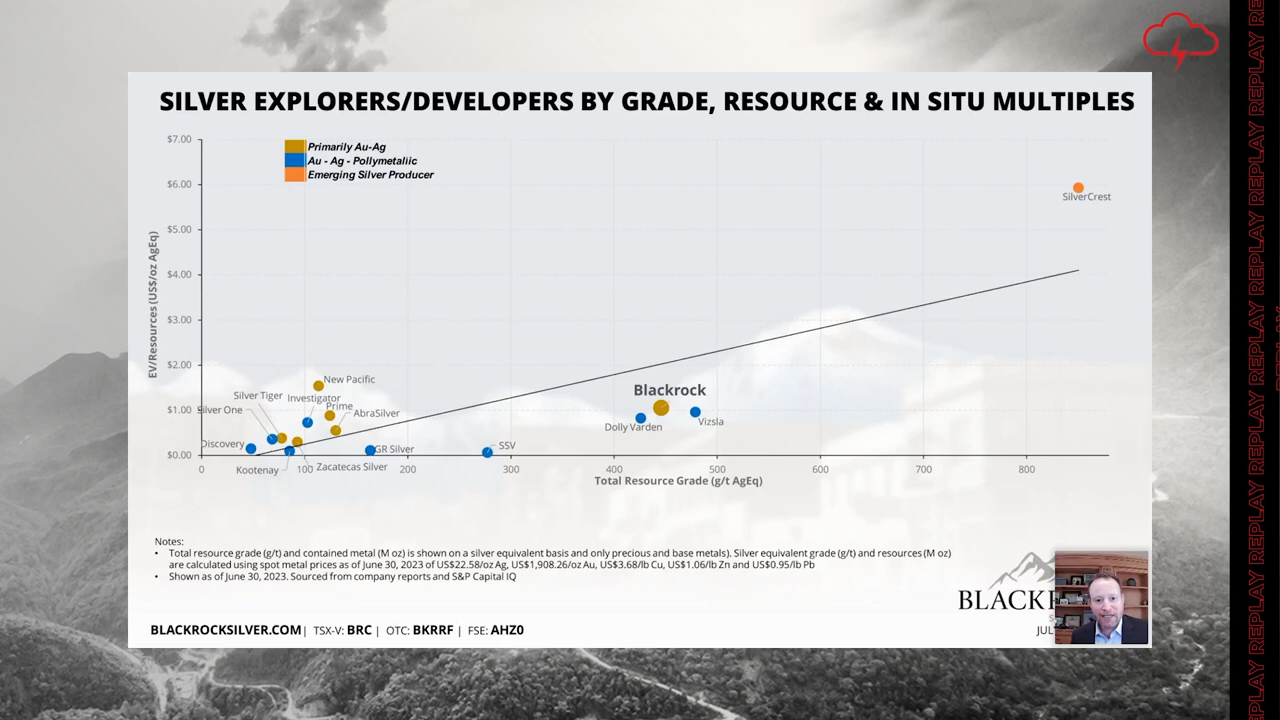 SILVER EXPLORERS/DEVELOPERS BY GRADE, RESOURCE & IN SITU MULTIPLES
$7.00
$6.00
$5.00
$4.00
$3.00
$2.00
$1.00
$0.00
EV/Resources (US$/oz AgEq)
Primarily Au-Ag
Au - Ag - Pollymetaliic
Emerging Silver Producer
SilverCrest
New Pacific
Silver Tiger
Investigator
Silver One
Prime
AbraSilver
Blackrock
Dolly Varden
Vizsla
Discovery
GR Silver
SSV
Kootenay
Zacatecas Silver
0 100 200 300 400 500 600 700 800
Total Resource Grade (g/t AgEq)
Notes:
• Total resource grade (g/t) and contained metal (M oz) is shown on a silver equivalent basis and only precious and base metals). Silver equivalent grade (g/t) and resources (M oz)
are calculated using spot metal prices as of June 30, 2023 of US$22.58/oz Ag, US$1,908.26/oz Au, US$3.68/lb Cu, US$1.06/lb Zn and US$0.95/lb Pb
• Shown as of June 30, 2023. Sourced from company reports and S&P Capital IQ
BLACKROCKSILVER.COM | TSX-V: BRC | OTC: BKRRF | FSE: AHZ0
REPLAY REPLAY REPLAY REPLAY REPLAY REPLAY REPLAY